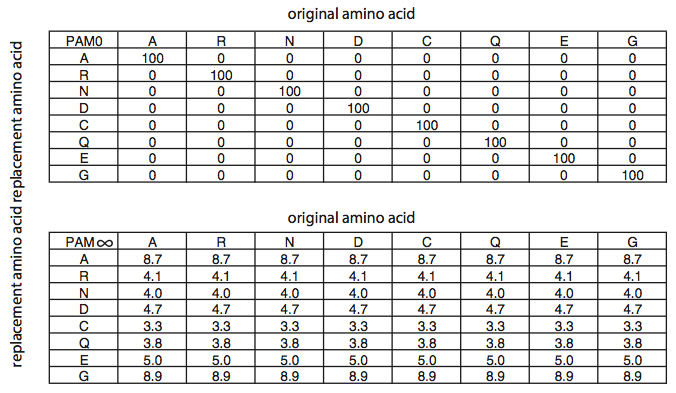 original amino acid
PAM0 A R N D C Q E G
A 100 0 0 0 0 0 0 0
R 0 100 0 0 0 0 0 0
N 0 0 100 0 0 0 0 0
D 0 0 0 100 0 0 0 0
C 0 0 0 0 100 0 0 0
Q 0 0 0 0 0 100 0 0
E 0 0 0 0 0 0 100 0
G 0 0 0 0 0 0 0 100
replacement amino acid
original amino acid
PAM∞ A R N D C Q E G
A 8.7 8.7 8.7 8.7 8.7 8.7 8.7 8.7
R 4.1 4.1 4.1 4.1 4.1 4.1 4.1 4.1
N 4.0 4.0 4.0 4.0 4.0 4.0 4.0 4.0
D 4.7 4.7 4.7 4.7 4.7 4.7 4.7 4.7
C 3.3 3.3 3.3 3.3 3.3 3.3 3.3 3.3
Q 3.8 3.8 3.8 3.8 3.8 3.8 3.8 3.8
E 5.0 5.0 5.0 5.0 5.0 5.0 5.0 5.0
G 8.9 8.9 8.9 8.9 8.9 8.9 8.9 8.9
replacement amino acid